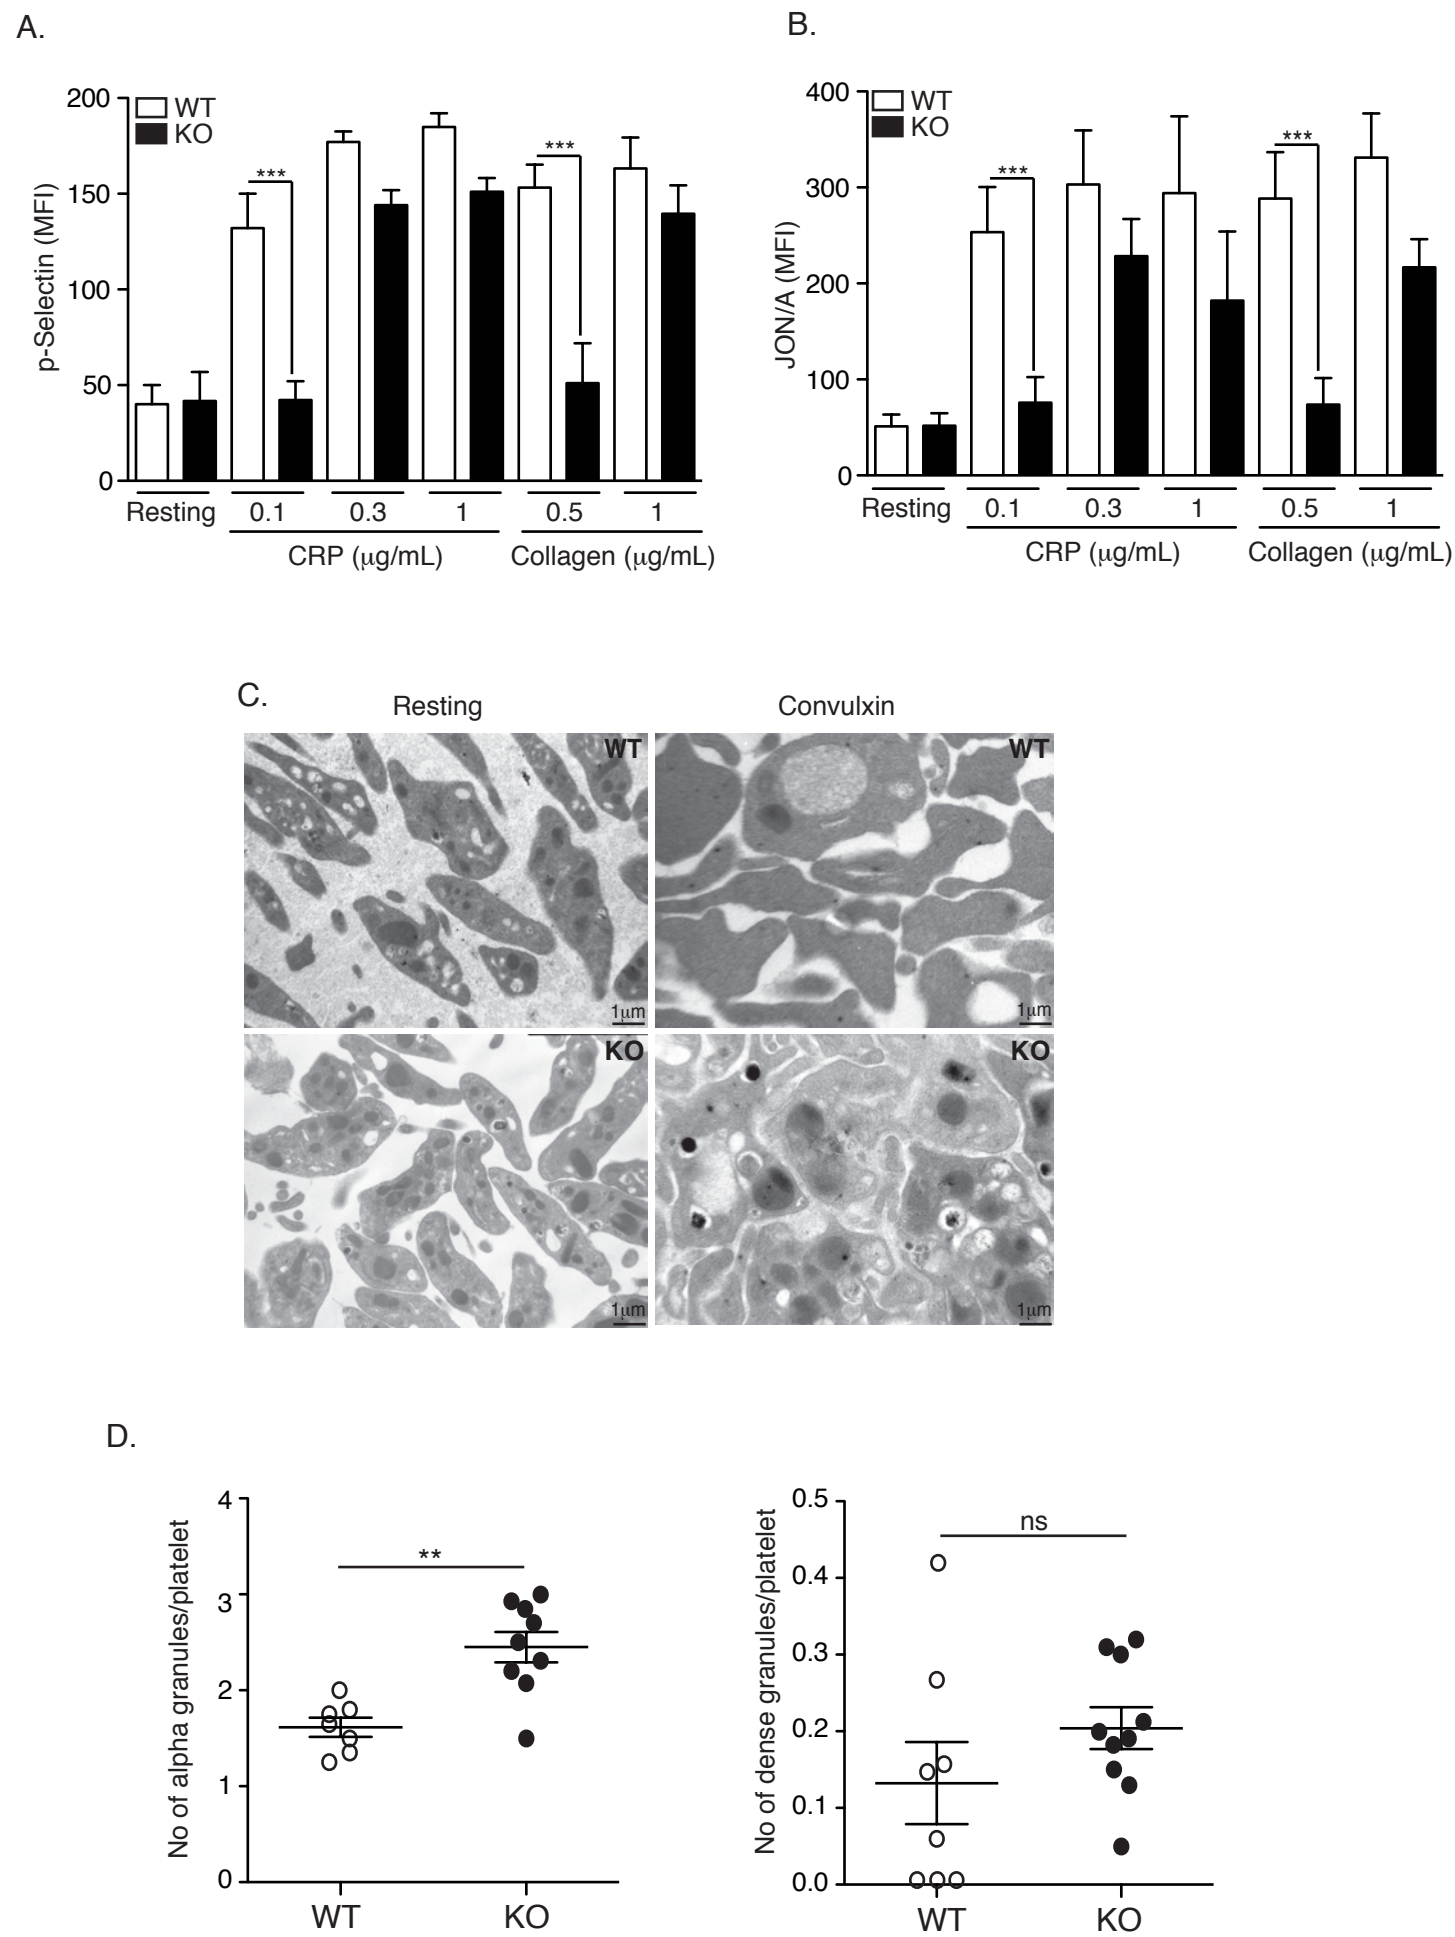 A.
200
150
100
50
0
p-Selectin (MFI)
WT
KO
***
***
Resting
0.1
0.3
1
0.5
1
CRP (μg/mL)
Collagen (μg/mL)
B.
400
300
200
100
0
JON/A (MFI)
WT
KO
***
***
Resting
0.1
0.3
1
0.5
1
CRP (μg/mL)
Collagen (μg/mL)
C.
Resting
Convulxin
WT
1μm
WT
1μm
KO
1μm
KO
1μm
D.
4
3
2
1
0
No of alpha granules/platelet
**
WT
KO
0.5
0.4
0.3
0.2
0.1
0.0
No of dense granules/platelet
ns
WT
KO